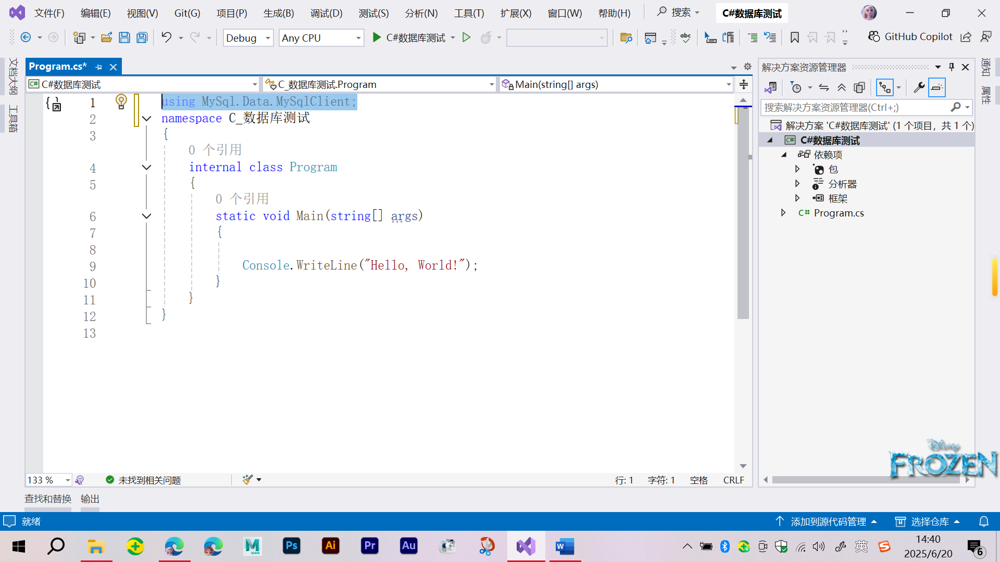 文件(F) 编辑(E) 视图(V) Git(G) 项目(P) 生成(B) 调试(D) 测试(S) 分析(N) 工具(T) 扩展(X) 窗口(W) 帮助(H) 搜索 C#数据库测试
Debug Any CPU C#数据库测试 abc GitHub Copilot
文档大纲
工具箱
Program.cs*
C#数据库测试 C_数据库测试.Program Main(string[] args)
1 using MySql.Data.MySqlClient;
2 namespace C_数据库测试
3 {
0 个引用
4 internal class Program
5 {
0 个引用
6 static void Main(string[] args)
7 {
8
9 Console.WriteLine("Hello, World!");
10 }
11 }
12 }
13
133 % 未找到相关问题 行: 1 字符: 1 空格 CRLF
解决方案资源管理器
搜索解决方案资源管理器(Ctrl+;)
解决方案 'C#数据库测试' (1 个项目，共 1 个)
C# C#数据库测试
依赖项
包
分析器
框架
C# Program.cs
通知
属性
Disney
FROZEN
查找和替换 输出
就绪 添加到源代码管理 选择仓库
MAYA Ps Ai Pr Au W 英 S
14:40
2025/6/20
6